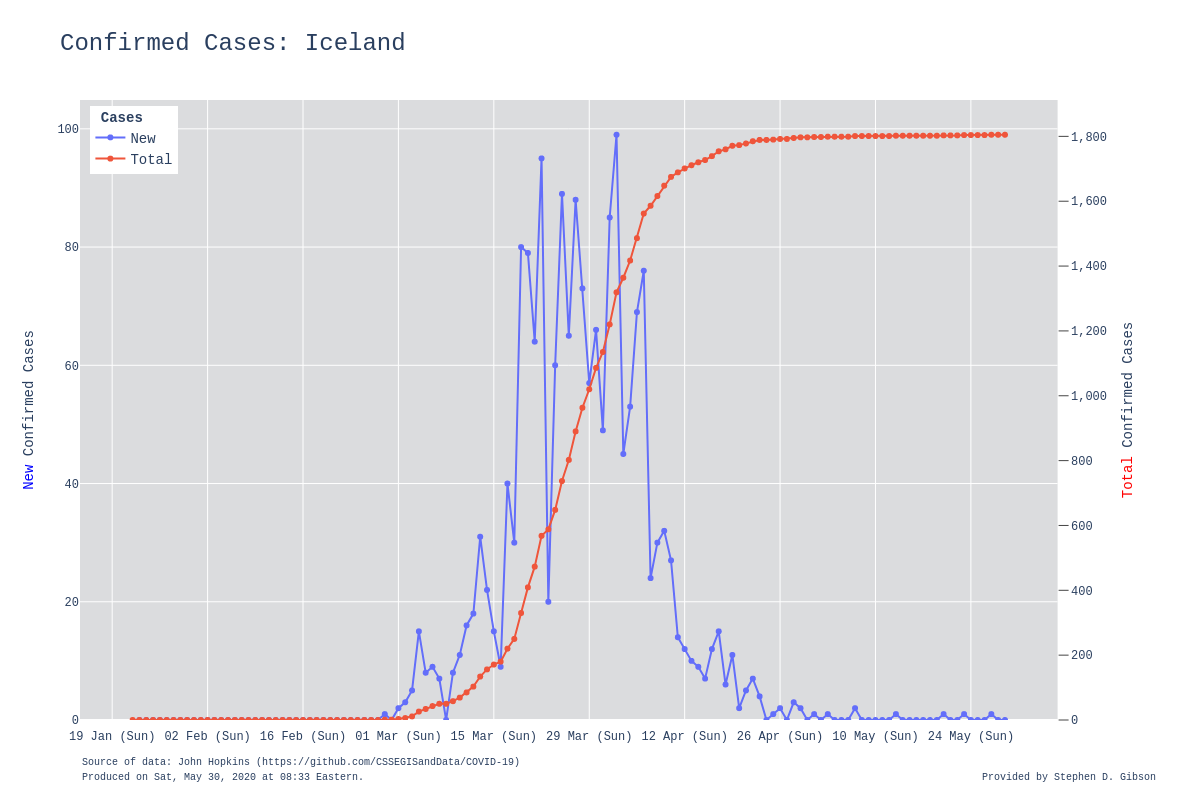 Confirmed Cases: Iceland
Cases
New
Total
100
80
60
40
20
0
1,800
1,600
1,400
1,200
1,000
800
600
400
200
0
New Confirmed Cases
Total Confirmed Cases
19 Jan (Sun) 02 Feb (Sun) 16 Feb (Sun) 01 Mar (Sun) 15 Mar (Sun) 29 Mar (Sun) 12 Apr (Sun) 26 Apr (Sun) 10 May (Sun) 24 May (Sun)
Source of data: John Hopkins (https://github.com/CSSEGISandData/COVID-19)
Produced on Sat, May 30, 2020 at 08:33 Eastern.
Provided by Stephen D. Gibson